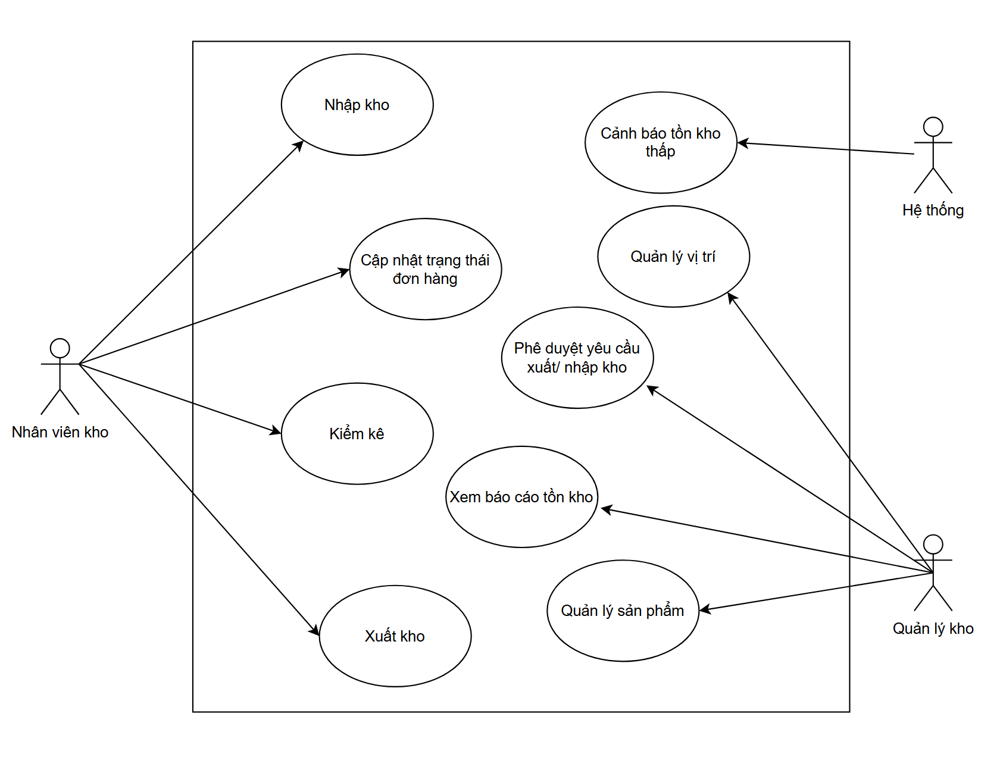 Nhập kho
Cảnh báo tồn kho
thấp
Hệ thống
Cập nhật trạng thái
đơn hàng
Quản lý vị trí
Phê duyệt yêu cầu
xuất/ nhập kho
Nhân viên kho
Kiểm kê
Xem báo cáo tồn kho
Quản lý sản phẩm
Quản lý kho
Xuất kho